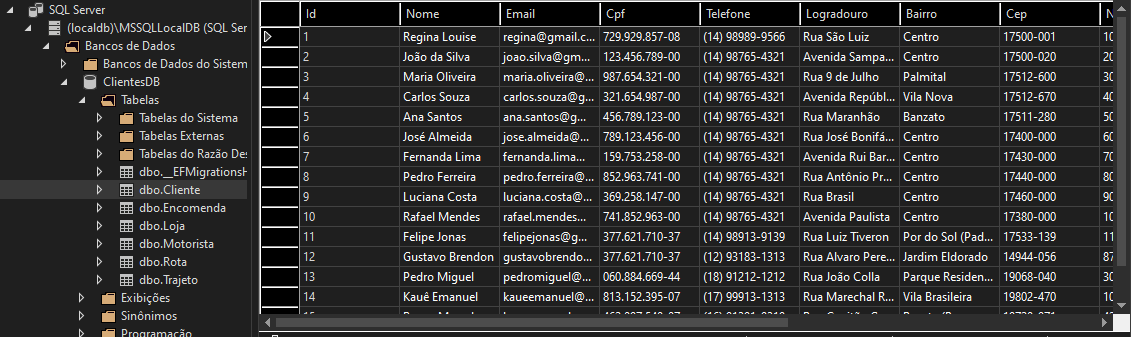 SQL Server
(localdb)\MSSQLLocalDB (SQL Ser
Bancos de Dados
Bancos de Dados do Sistem
ClientesDB
Tabelas
Tabelas do Sistema
Tabelas Externas
Tabelas do Razão Des
dbo.__EFMigrationsH
dbo.Cliente
dbo.Encomenda
dbo.Loja
dbo.Motorista
dbo.Rota
dbo.Trajeto
Exibições
Sinônimos
Programação
Id Nome Email Cpf Telefone Logradouro Bairro Cep N
1 Regina Louise regina@gmail.c... 729.929.857-08 (14) 98989-9566 Rua São Luiz Centro 17500-001 10
2 João da Silva joao.silva@gm... 123.456.789-00 (14) 98765-4321 Avenida Sampa... Centro 17500-020 20
3 Maria Oliveira maria.oliveira@... 987.654.321-00 (14) 98765-4321 Rua 9 de Julho Palmital 17512-600 30
4 Carlos Souza carlos.souza@g... 321.654.987-00 (14) 98765-4321 Avenida Repúbl... Vila Nova 17512-670 40
5 Ana Santos ana.santos@g... 456.789.123-00 (14) 98765-4321 Rua Maranhão Banzato 17511-280 50
6 José Almeida jose.almeida@... 789.123.456-00 (14) 98765-4321 Rua José Bonifá... Centro 17400-000 60
7 Fernanda Lima fernanda.lima... 159.753.258-00 (14) 98765-4321 Avenida Rui Bar... Centro 17430-000 70
8 Pedro Ferreira pedro.ferreira@... 852.963.741-00 (14) 98765-4321 Rua Antônio Pr... Centro 17440-000 80
9 Luciana Costa luciana.costa@... 369.258.147-00 (14) 98765-4321 Rua Brasil Centro 17460-000 90
10 Rafael Mendes rafael.mendes... 741.852.963-00 (14) 98765-4321 Avenida Paulista Centro 17380-000 10
11 Felipe Jonas felipejonas@g... 377.621.710-37 (14) 98913-9139 Rua Luiz Tiveron Por do Sol (Pad... 17533-139 11
12 Gustavo Brendon gustavobrendo... 377.621.710-37 (12) 93183-1313 Rua Alvaro Pere... Jardim Eldorado 14944-056 87
13 Pedro Miguel pedromiguel@... 060.884.669-44 (18) 91212-1212 Rua João Colla Parque Residen... 19068-040 30
14 Kauê Emanuel kaueemanuel@... 813.152.395-07 (17) 99913-1313 Rua Marechal R... Vila Brasileira 19802-470 10